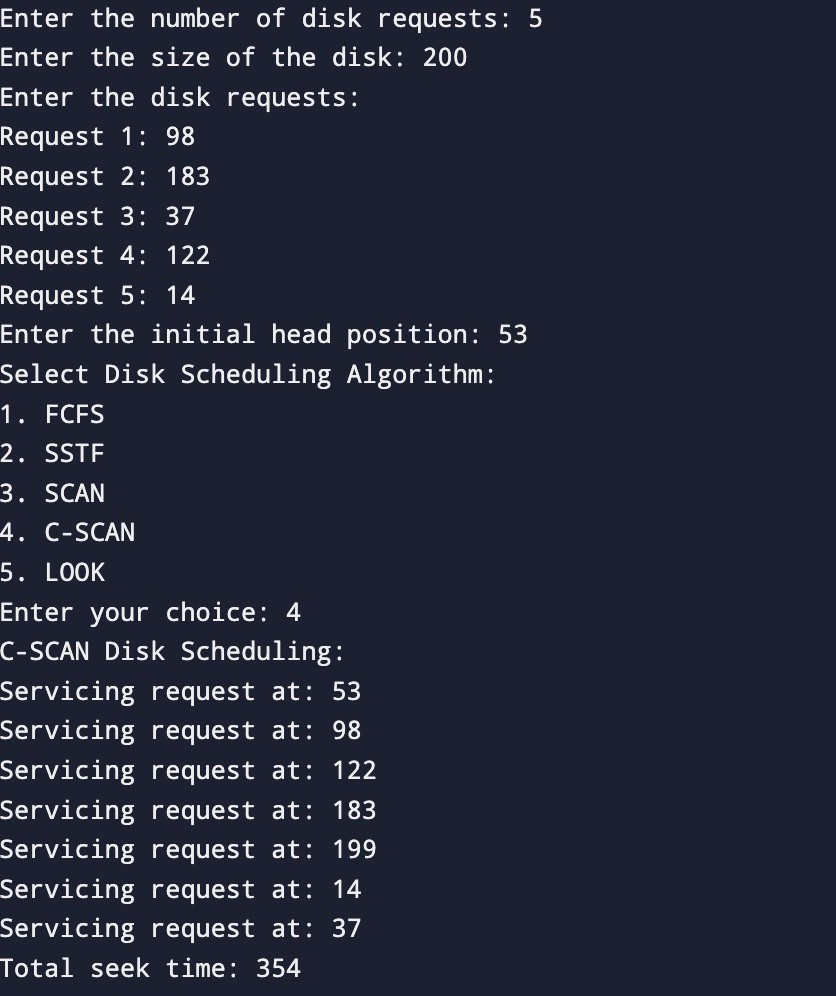 Enter the number of disk requests: 5
Enter the size of the disk: 200
Enter the disk requests:
Request 1: 98
Request 2: 183
Request 3: 37
Request 4: 122
Request 5: 14
Enter the initial head position: 53
Select Disk Scheduling Algorithm:
1. FCFS
2. SSTF
3. SCAN
4. C-SCAN
5. LOOK
Enter your choice: 4
C-SCAN Disk Scheduling:
Servicing request at: 53
Servicing request at: 98
Servicing request at: 122
Servicing request at: 183
Servicing request at: 199
Servicing request at: 14
Servicing request at: 37
Total seek time: 354